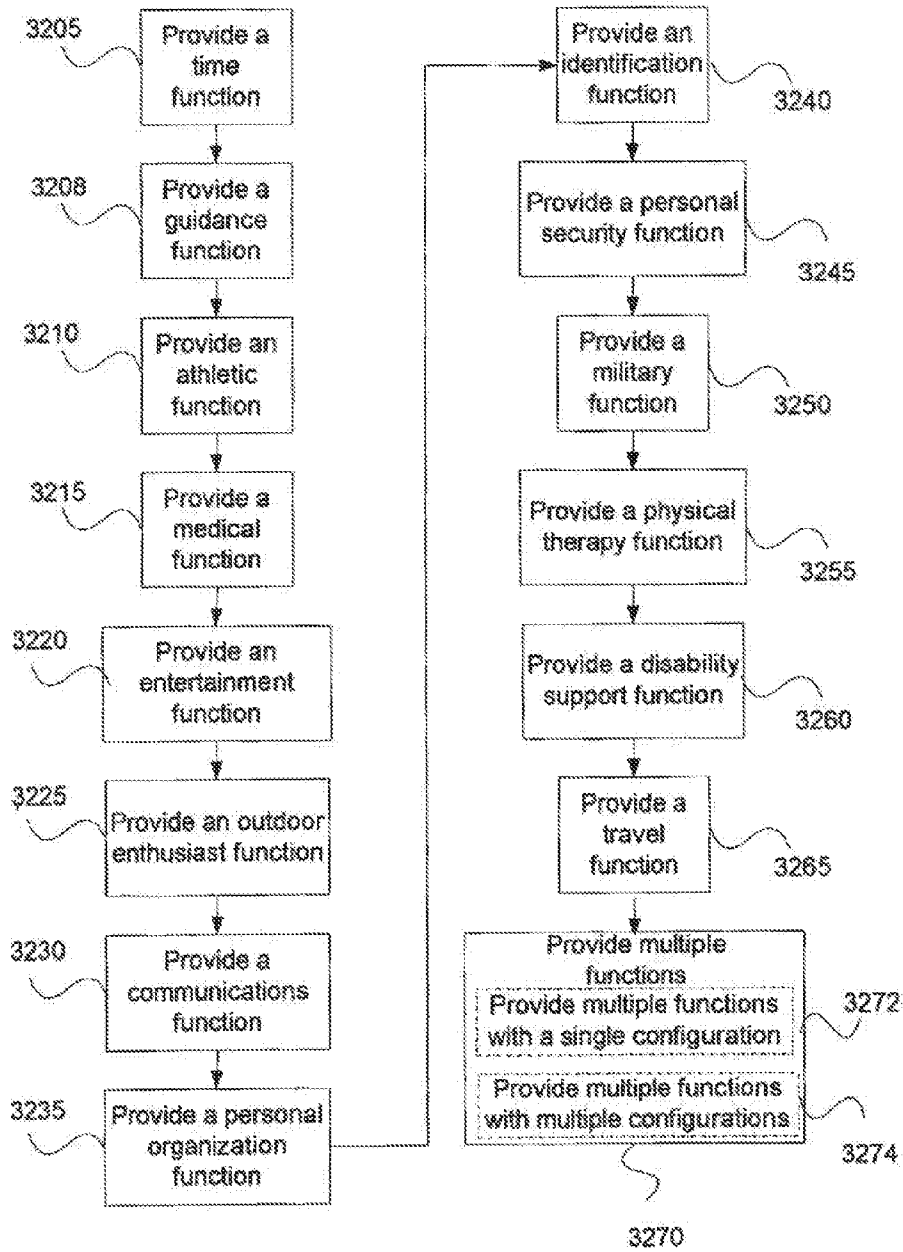 3205
Provide a
time
function
3208
Provide a
guidance
function
3210
Provide an
athletic
function
3215
Provide a
medical
function
3220
Provide an
entertainment
function
3225
Provide an outdoor
enthusiast function
3230
Provide a
communications
function
3235
Provide a personal
organization
function
Provide an
identification
function
3240
Provide a personal
security function
3245
Provide a
military
function
3250
Provide a physical
therapy function
3255
Provide a disability
support function
3260
Provide a
travel
function
3265
Provide multiple
functions
Provide multiple functions
with a single configuration
3272
Provide multiple functions
with multiple configurations
3274
3270